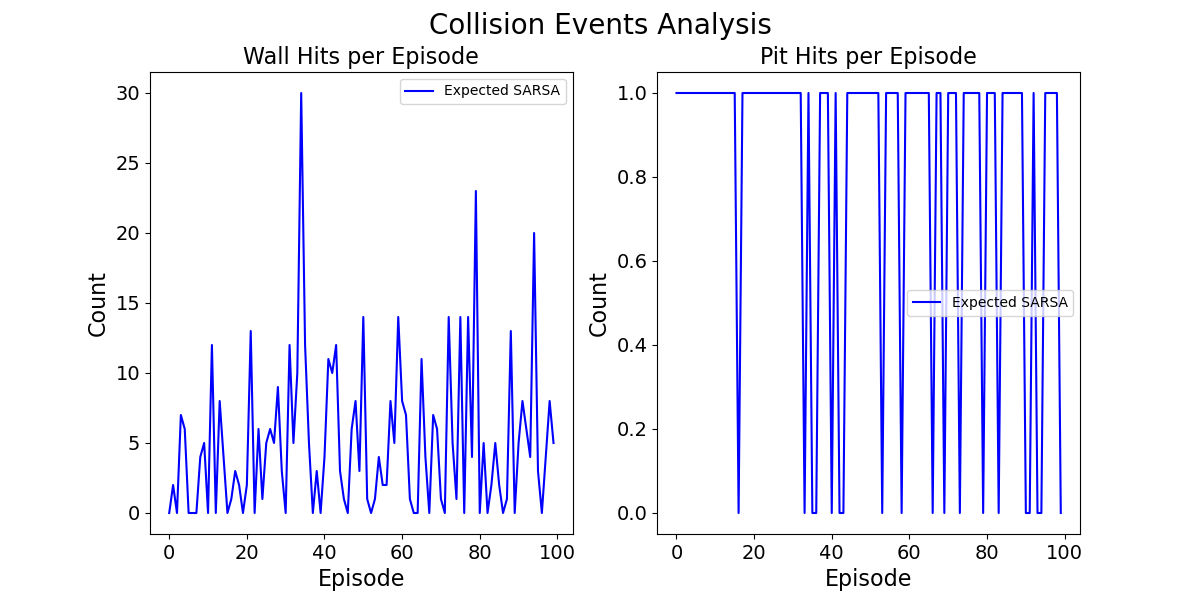 Collision Events Analysis
Wall Hits per Episode
Expected SARSA
30
25
20
15
10
5
0
Count
0 20 40 60 80 100
Episode
Pit Hits per Episode
Expected SARSA
1.0
0.8
0.6
0.4
0.2
0.0
Count
0 20 40 60 80 100
Episode